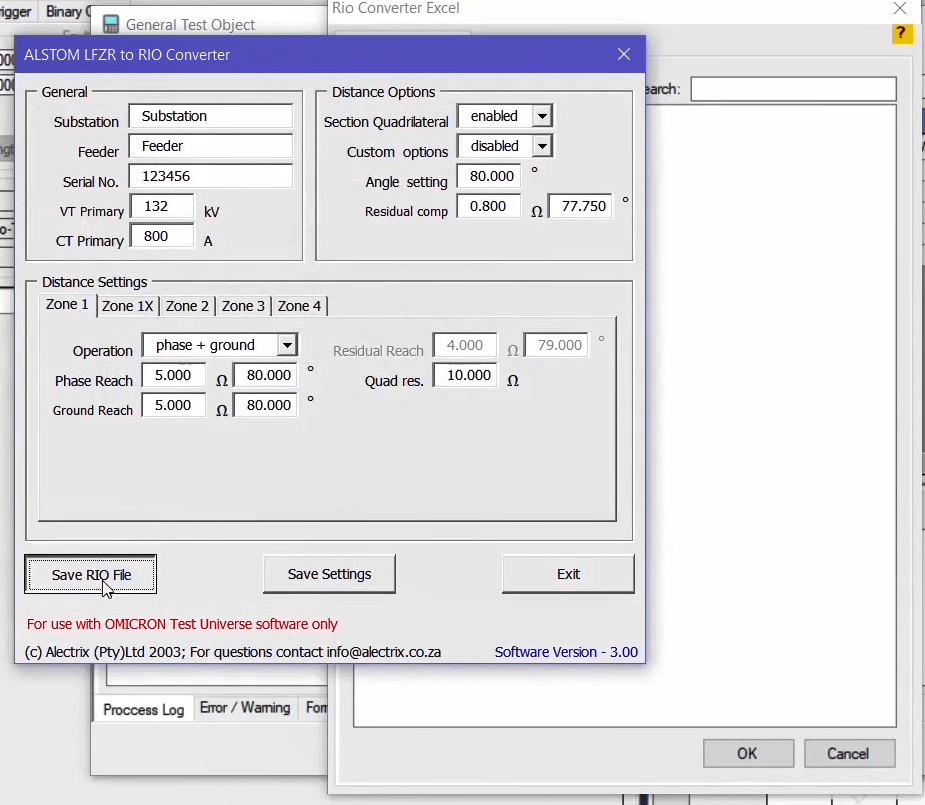 rigger Binary
General Test Object
Rio Converter Excel
?
ALSTOM LFZR to RIO Converter
earch:
General
Substation Substation
Feeder Feeder
Serial No. 123456
VT Primary 132 kV
CT Primary 800 A
Distance Options
Section Quadrilateral enabled
Custom options disabled
Angle setting 80.000 °
Residual comp 0.800 Ω 77.750 °
Distance Settings
Zone 1 Zone 1X Zone 2 Zone 3 Zone 4
Operation phase + ground
Phase Reach 5.000 Ω 80.000 °
Ground Reach 5.000 Ω 80.000 °
Residual Reach 4.000 Ω 79.000 °
Quad res. 10.000 Ω
Save RIO File Save Settings Exit
For use with OMICRON Test Universe software only
(c) Alectrix (Pty)Ltd 2003; For questions contact info@alectrix.co.za Software Version - 3.00
Proccess Log Error / Warning For
OK Cancel